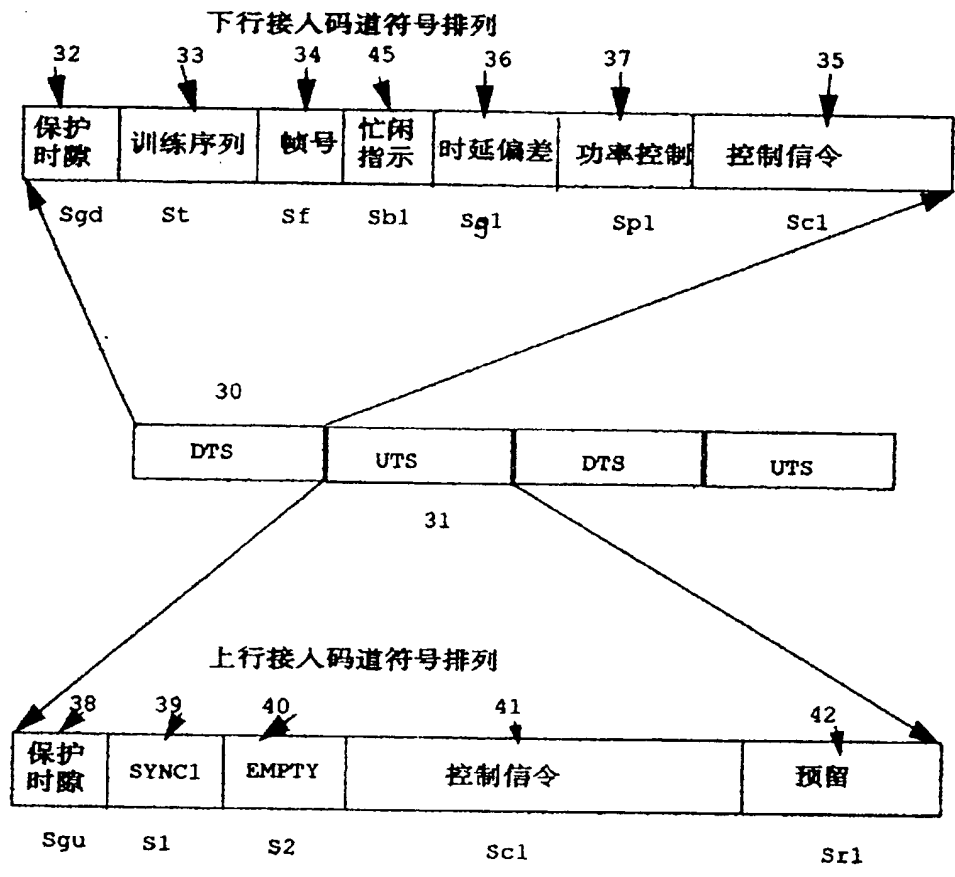 下行接人码道符号排列
32 33 34 45 36 37 35
保护时隙 训练序列 帧号 忙闲指示 时延偏差 功率控制 控制信令
Sgd St Sf Sb1 Sg1 Sp1 Sc1
30
DTS UTS DTS UTS
31
上行接人码道符号排列
38 39 40 41 42
保护时隙 SYNC1 EMPTY 控制信令 预留
Sgu S1 S2 Sc1 Sr1